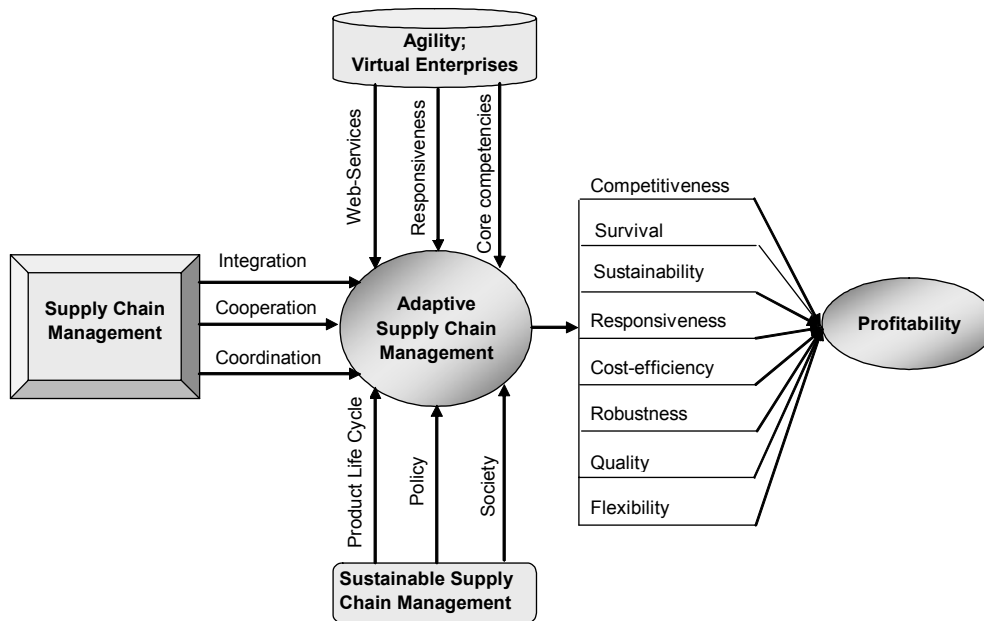 Agility;
Virtual Enterprises
Web-Services
Responsiveness
Core competencies
Supply Chain
Management
Integration
Cooperation
Coordination
Adaptive
Supply Chain
Management
Competitiveness
Survival
Sustainability
Responsiveness
Cost-efficiency
Robustness
Quality
Flexibility
Profitability
Product Life Cycle
Policy
Society
Sustainable Supply
Chain Management